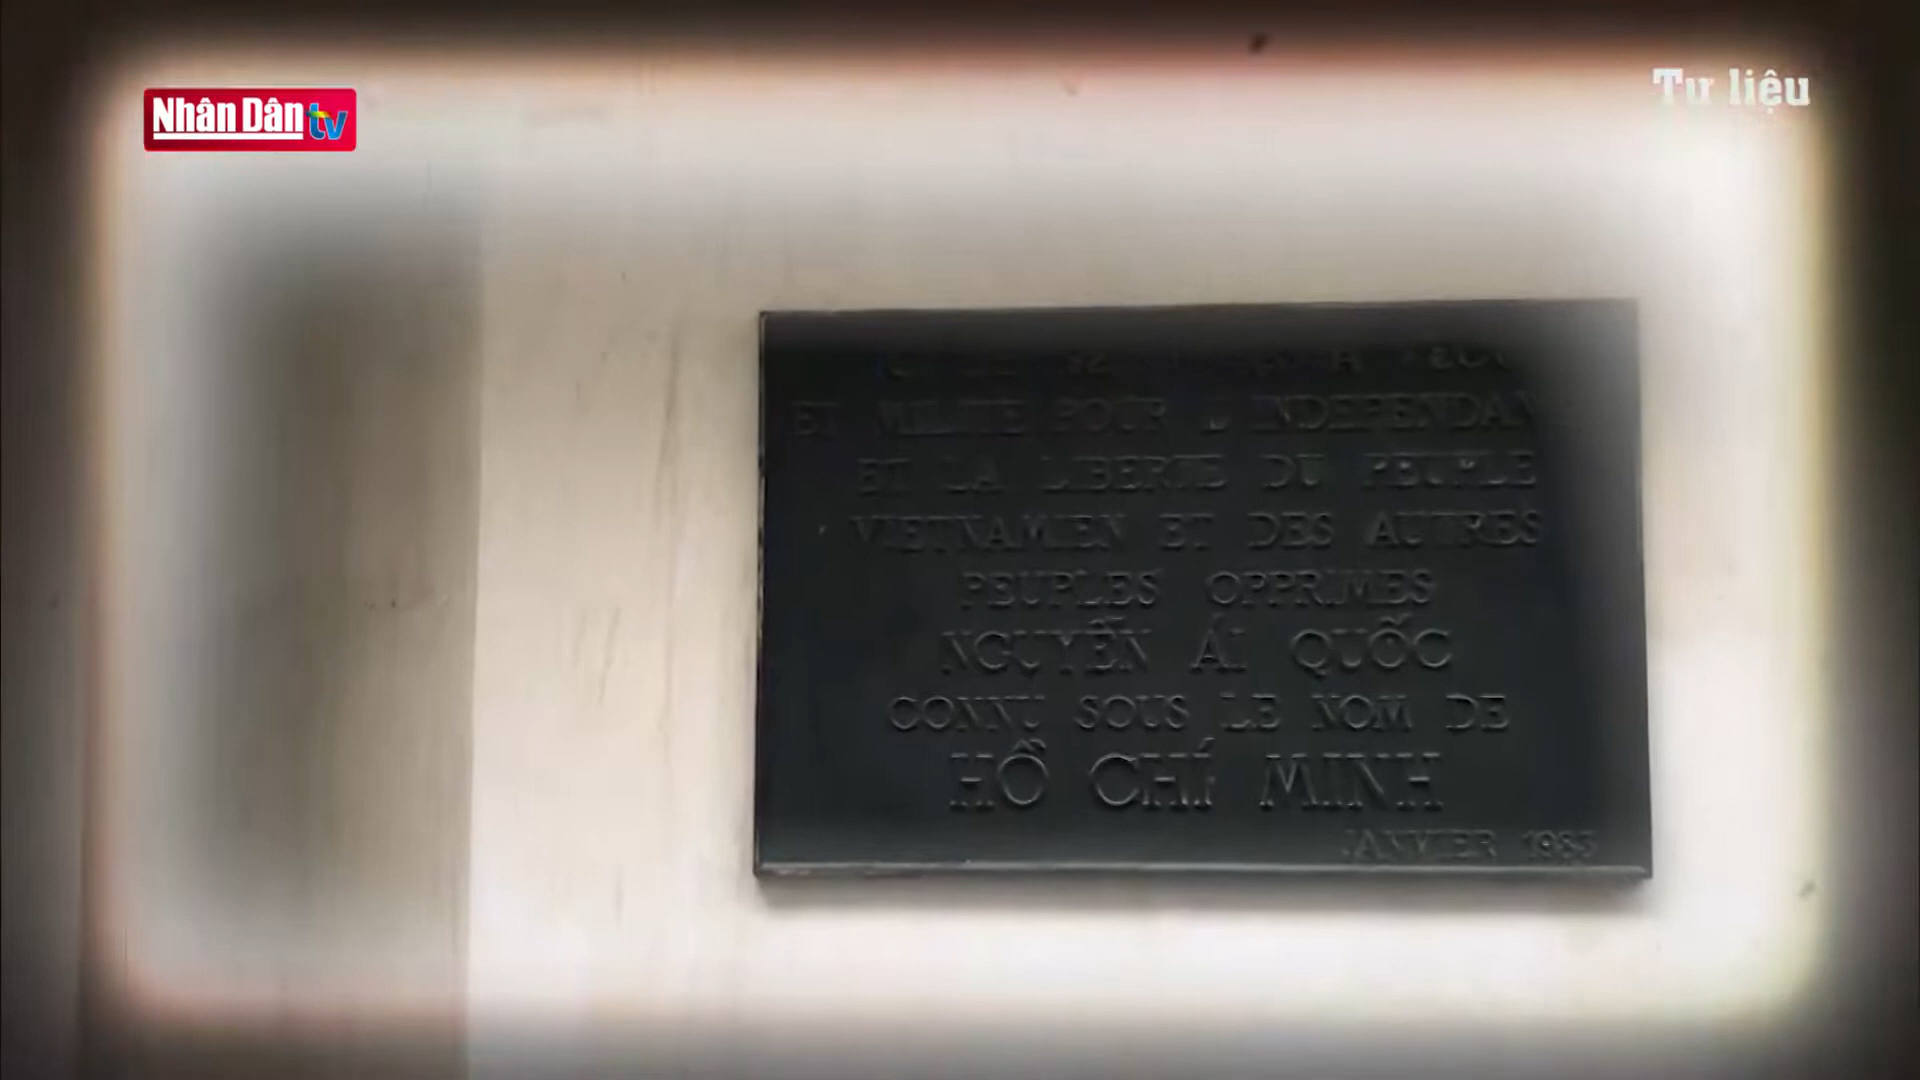 Nhân Dân tv
Tư liệu
ET MILITE POUR L'INDEPENDAN
ET LA LIBERTE DU PEUPLE
VIETNAMIEN ET DES AUTRES
PEUPLES OPPRIMES
NGUYỄN ÁI QUỐC
CONNU SOUS LE NOM DE
HỒ CHÍ MINH
JANVIER 1983